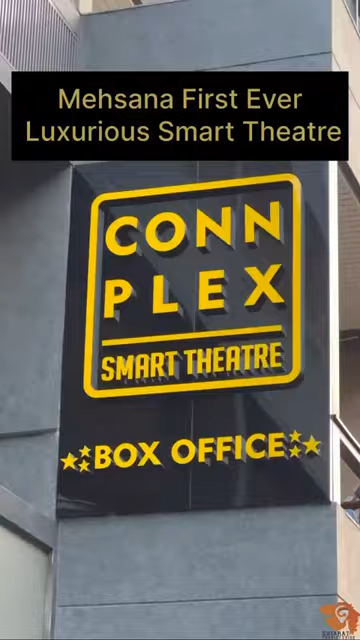 Mehsana First Ever
Luxurious Smart Theatre
CONN
PLEX
SMART THEATRE
BOX OFFICE